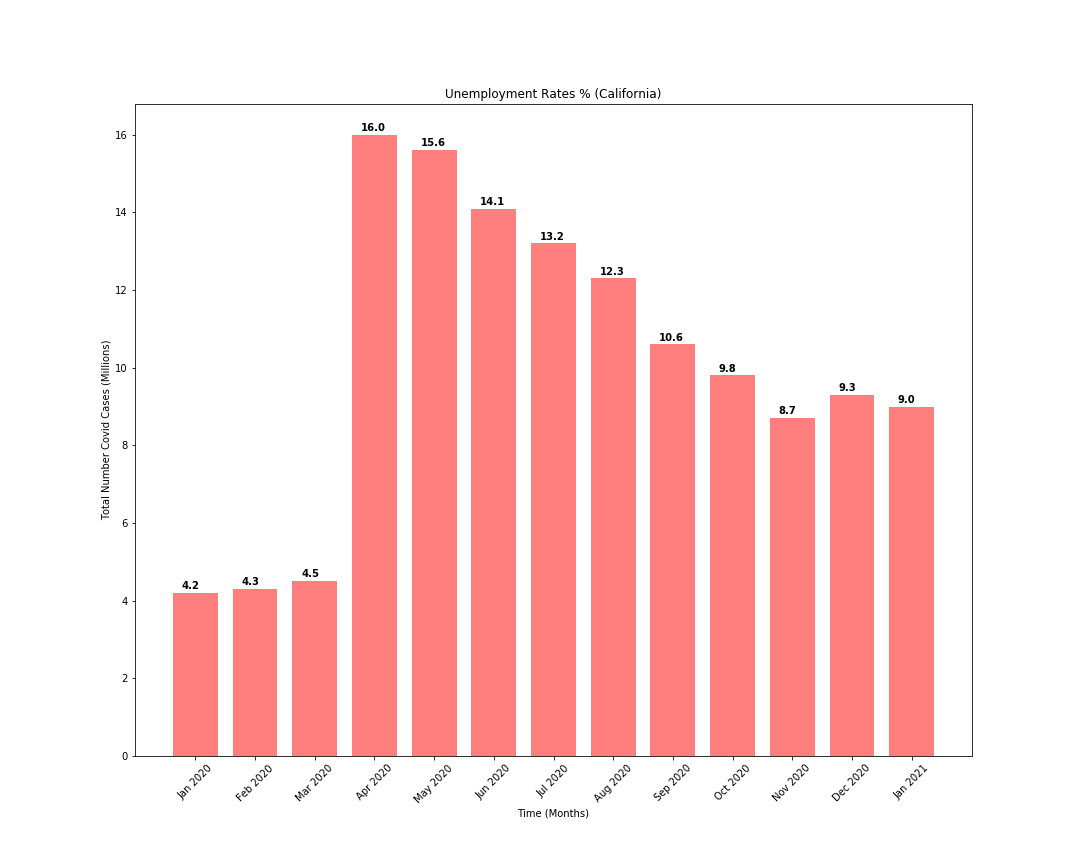 Unemployment Rates % (California)
Total Number Covid Cases (Millions)
16
14
12
10
8
6
4
2
0
4.2
4.3
4.5
16.0
15.6
14.1
13.2
12.3
10.6
9.8
8.7
9.3
9.0
Jan 2020
Feb 2020
Mar 2020
Apr 2020
May 2020
Jun 2020
Jul 2020
Aug 2020
Sep 2020
Oct 2020
Nov 2020
Dec 2020
Jan 2021
Time (Months)